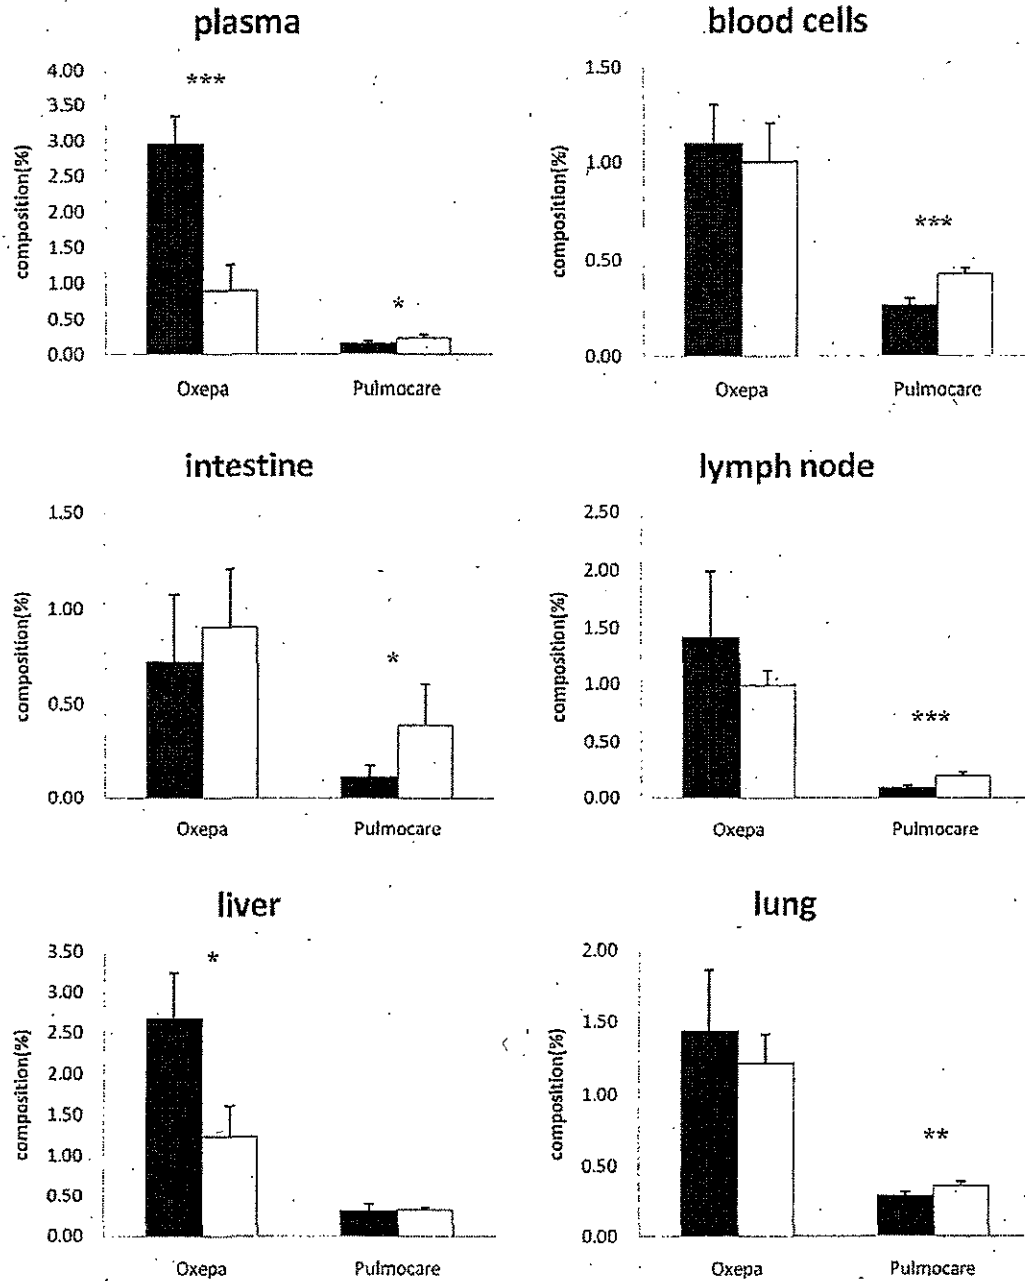 plasma
composition(%)
4.00
3.50
3.00
2.50
2.00
1.50
1.00
0.50
0.00
***
*
Oxepa
Pulmocare
blood cells
composition(%)
1.50
1.00
0.50
0.00
***
Oxepa
Pulmocare
intestine
composition(%)
1.50
1.00
0.50
0.00
*
Oxepa
Pulmocare
lymph node
composition(%)
2.50
2.00
1.50
1.00
0.50
0.00
***
Oxepa
Pulmocare
liver
composition(%)
3.50
3.00
2.50
2.00
1.50
1.00
0.50
0.00
*
Oxepa
Pulmocare
lung
composition(%)
2.00
1.50
1.00
0.50
0.00
**
Oxepa
Pulmocare